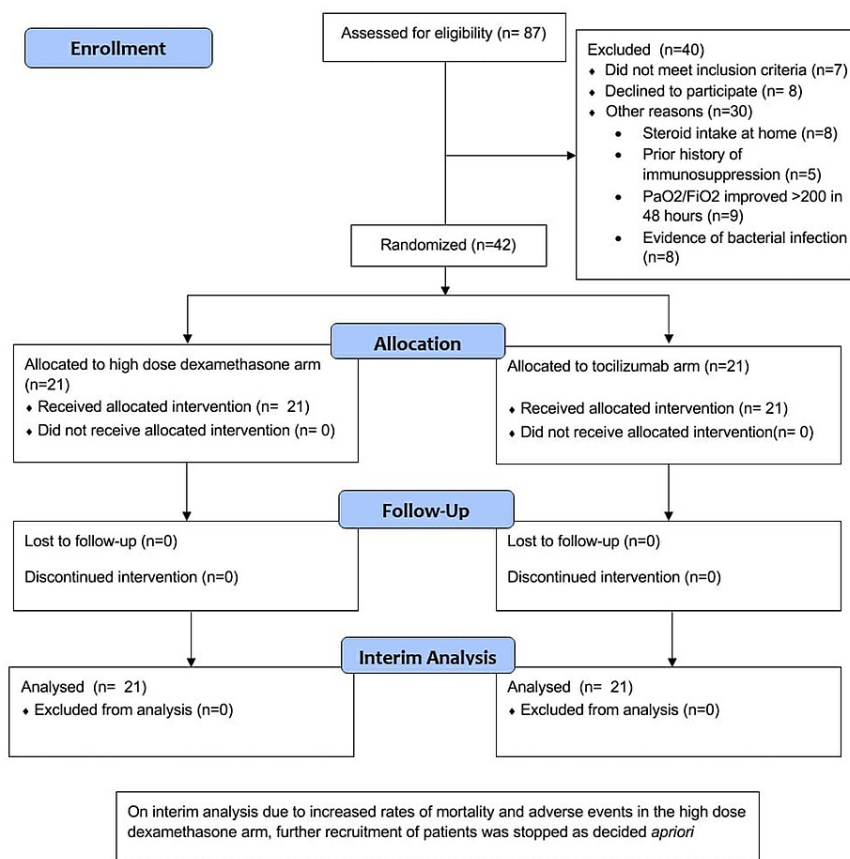 Enrollment
Assessed for eligibility (n= 87)
Excluded (n=40)
♦ Did not meet inclusion criteria (n=7)
♦ Declined to participate (n= 8)
♦ Other reasons (n=30)
• Steroid intake at home (n=8)
• Prior history of
immunosuppression (n=5)
• PaO2/FiO2 improved >200 in
48 hours (n=9)
• Evidence of bacterial infection
(n=8)
Randomized (n=42)
Allocation
Allocated to high dose dexamethasone arm
(n=21)
♦ Received allocated intervention (n= 21)
♦ Did not receive allocated intervention (n= 0)
Allocated to tocilizumab arm (n=21)
♦ Received allocated intervention (n= 21)
♦ Did not receive allocated intervention(n= 0)
Follow-Up
Lost to follow-up (n=0)
Discontinued intervention (n=0)
Lost to follow-up (n=0)
Discontinued intervention (n=0)
Interim Analysis
Analysed (n= 21)
♦ Excluded from analysis (n=0)
Analysed (n= 21)
♦ Excluded from analysis (n=0)
On interim analysis due to increased rates of mortality and adverse events in the high dose
dexamethasone arm, further recruitment of patients was stopped as decided apriori